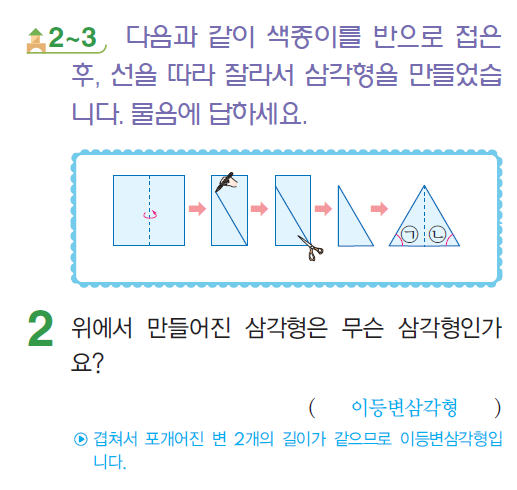 2~3 다음과 같이 색종이를 반으로 접은
후, 선을 따라 잘라서 삼각형을 만들었습
니다. 물음에 답하세요.
㉠ ㉡
2 위에서 만들어진 삼각형은 무슨 삼각형인가
요?
( 이등변삼각형 )
겹쳐서 포개어진 변 2개의 길이가 같으므로 이등변삼각형입
니다.